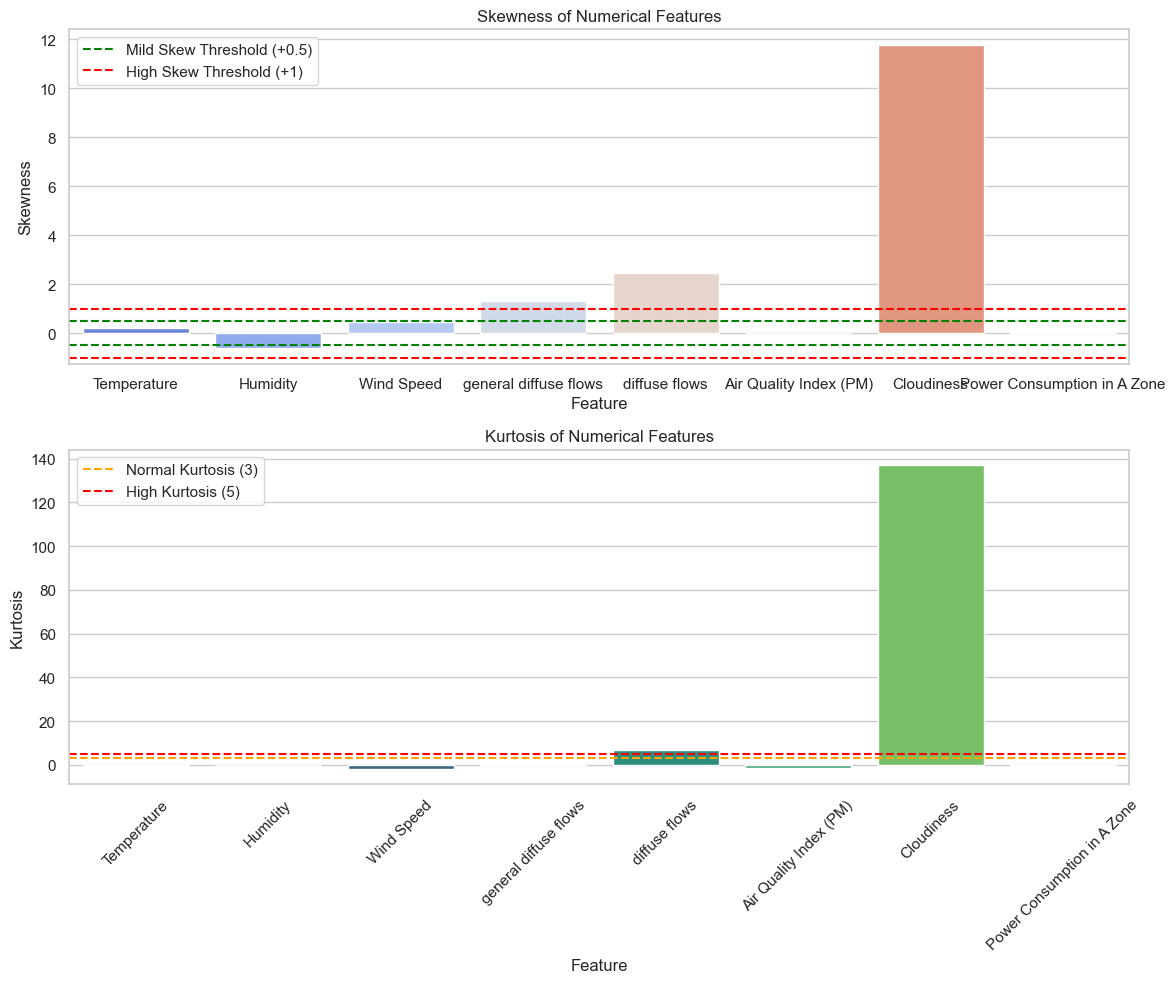 Skewness of Numerical Features
Mild Skew Threshold (+0.5)
High Skew Threshold (+1)
12
10
8
6
4
2
0
Skewness
Temperature Humidity Wind Speed general diffuse flows diffuse flows Air Quality Index (PM) Cloudiness Power Consumption in A Zone
Feature
Kurtosis of Numerical Features
Normal Kurtosis (3)
High Kurtosis (5)
140
120
100
80
60
40
20
0
Kurtosis
Temperature
Humidity
Wind Speed
general diffuse flows
diffuse flows
Air Quality Index (PM)
Cloudiness
Power Consumption in A Zone
Feature